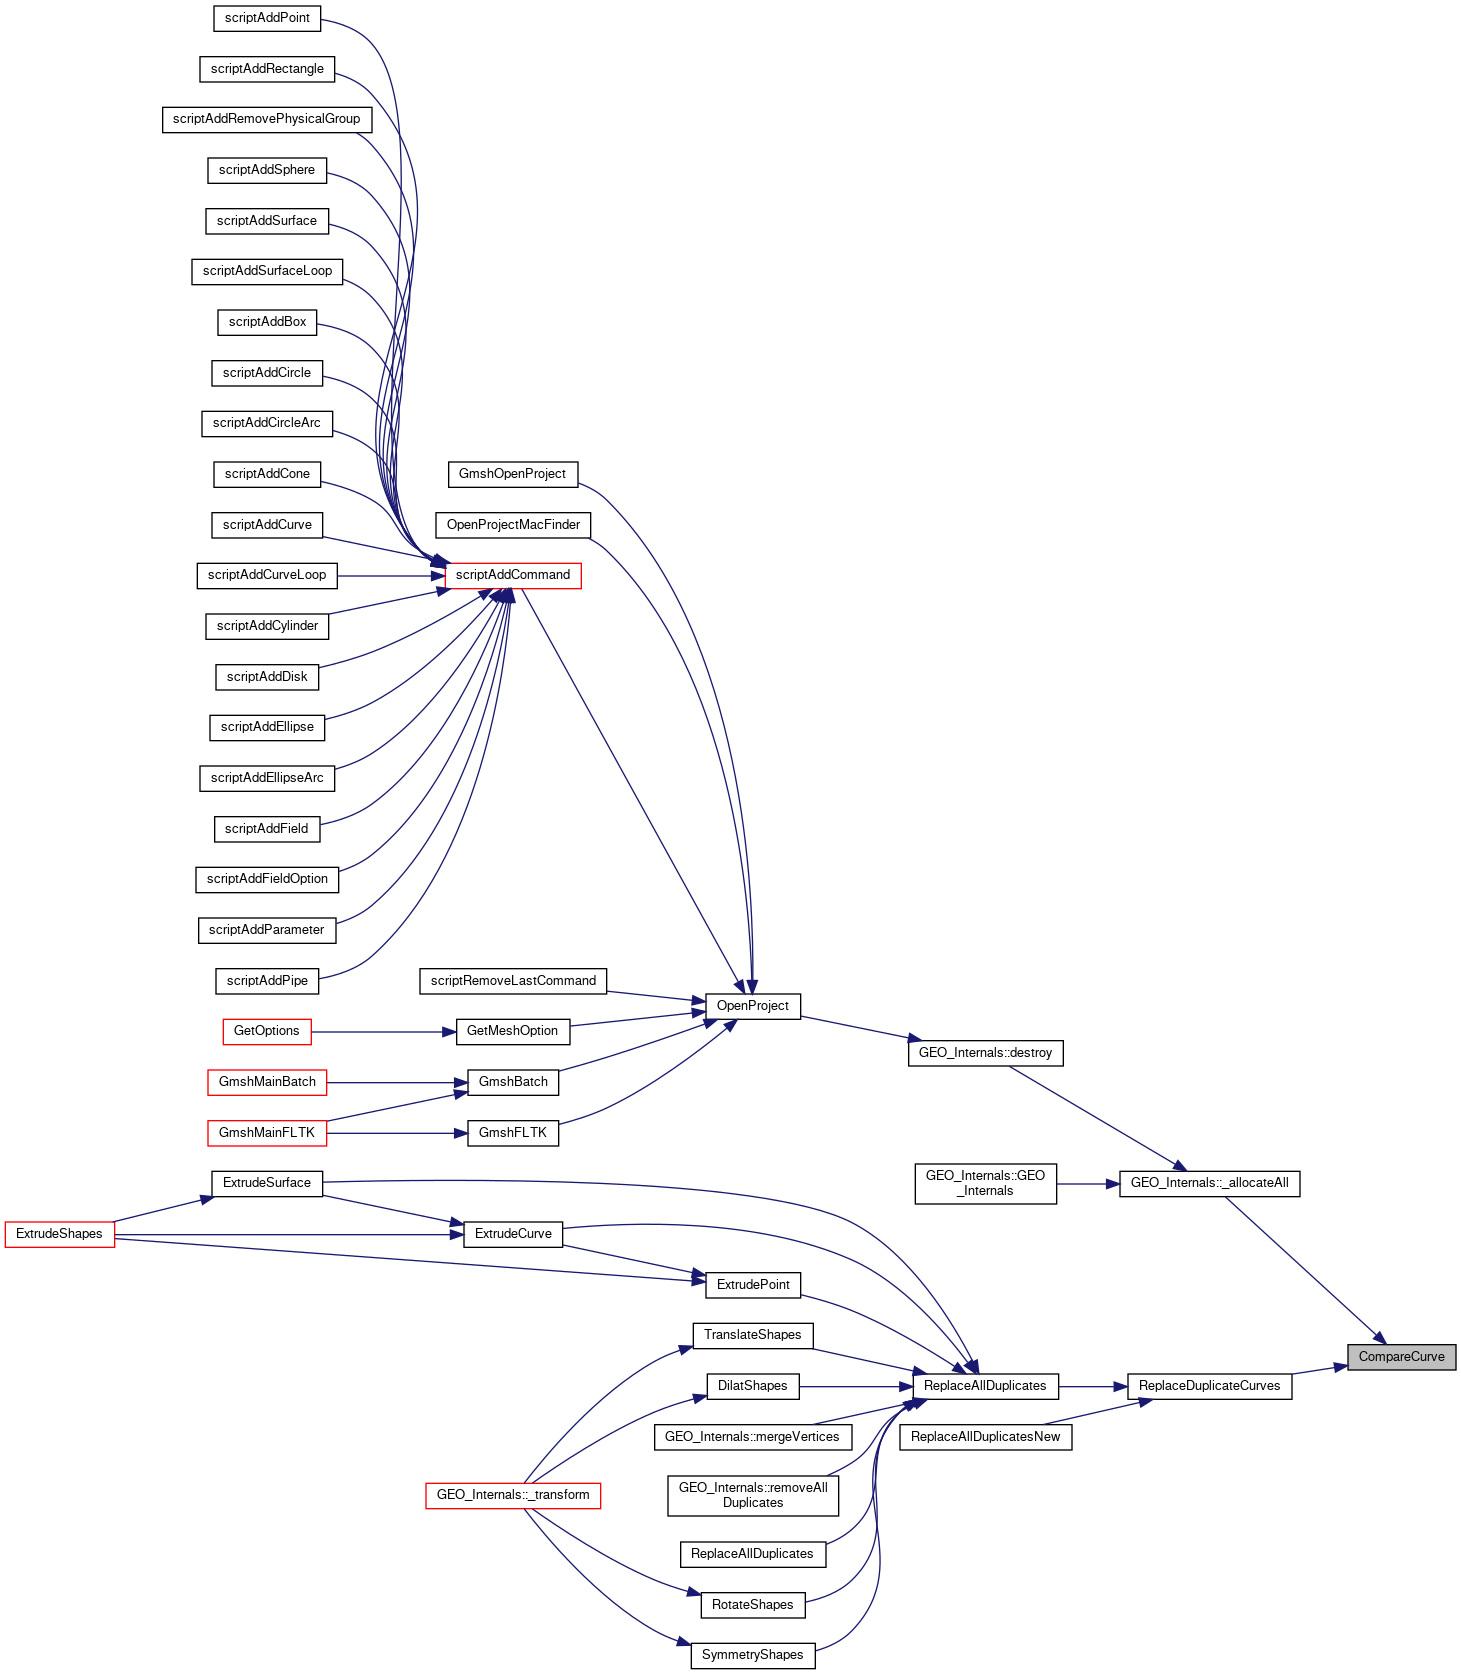 scriptAddPoint
scriptAddRectangle
scriptAddRemovePhysicalGroup
scriptAddSphere
scriptAddSurface
scriptAddSurfaceLoop
scriptAddBox
scriptAddCircle
scriptAddCircleArc
scriptAddCone
GmshOpenProject
scriptAddCurve
OpenProjectMacFinder
scriptAddCurveLoop
scriptAddCommand
scriptAddCylinder
scriptAddDisk
scriptAddEllipse
scriptAddEllipseArc
scriptAddField
scriptAddFieldOption
scriptAddParameter
scriptAddPipe
scriptRemoveLastCommand
OpenProject
GetOptions
GetMeshOption
GEO_Internals::destroy
GmshMainBatch
GmshBatch
GmshMainFLTK
GmshFLTK
ExtrudeSurface
GEO_Internals::GEO
_Internals
GEO_Internals::_allocateAll
ExtrudeShapes
ExtrudeCurve
ExtrudePoint
TranslateShapes
CompareCurve
DilatShapes
ReplaceAllDuplicates
ReplaceDuplicateCurves
GEO_Internals::mergeVertices
ReplaceAllDuplicatesNew
GEO_Internals::_transform
GEO_Internals::removeAll
Duplicates
ReplaceAllDuplicates
RotateShapes
SymmetryShapes